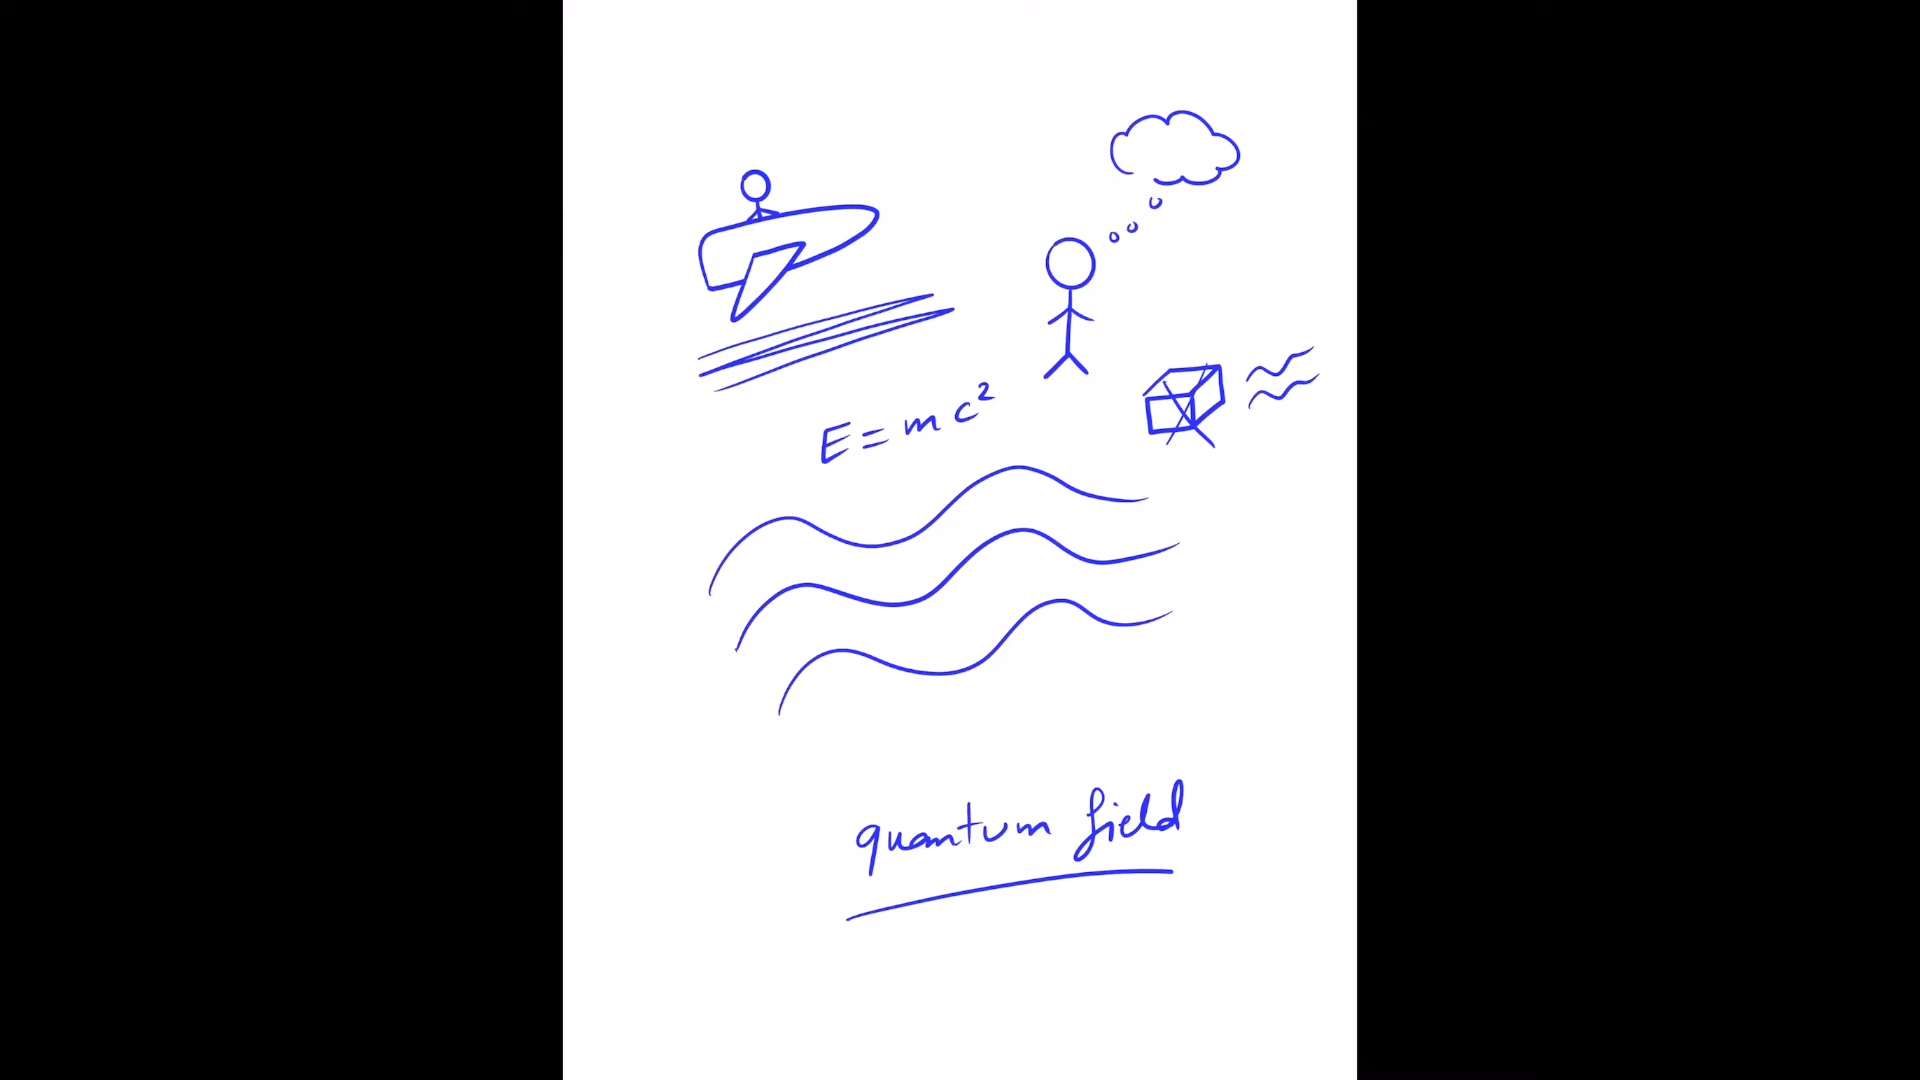 E = mc²
quantum field